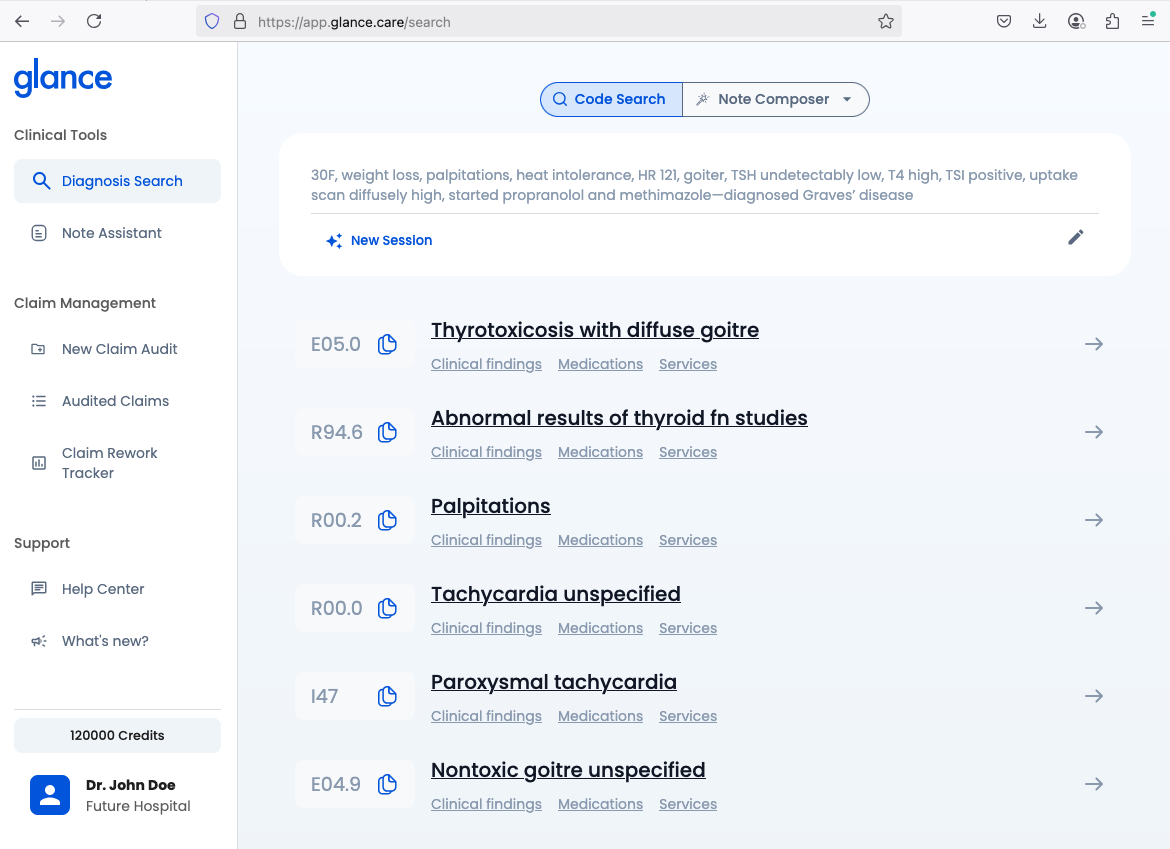 https://app.glance.care/search
glance
Clinical Tools
Diagnosis Search
Note Assistant
Claim Management
New Claim Audit
Audited Claims
Claim Rework
Tracker
Support
Help Center
What's new?
120000 Credits
Dr. John Doe
Future Hospital
Code Search
Note Composer
30F, weight loss, palpitations, heat intolerance, HR 121, goiter, TSH undetectably low, T4 high, TSI positive, uptake
scan diffusely high, started propranolol and methimazole—diagnosed Graves’ disease
New Session
E05.0
Thyrotoxicosis with diffuse goitre
Clinical findings Medications Services
R94.6
Abnormal results of thyroid fn studies
Clinical findings Medications Services
R00.2
Palpitations
Clinical findings Medications Services
R00.0
Tachycardia unspecified
Clinical findings Medications Services
I47
Paroxysmal tachycardia
Clinical findings Medications Services
E04.9
Nontoxic goitre unspecified
Clinical findings Medications Services